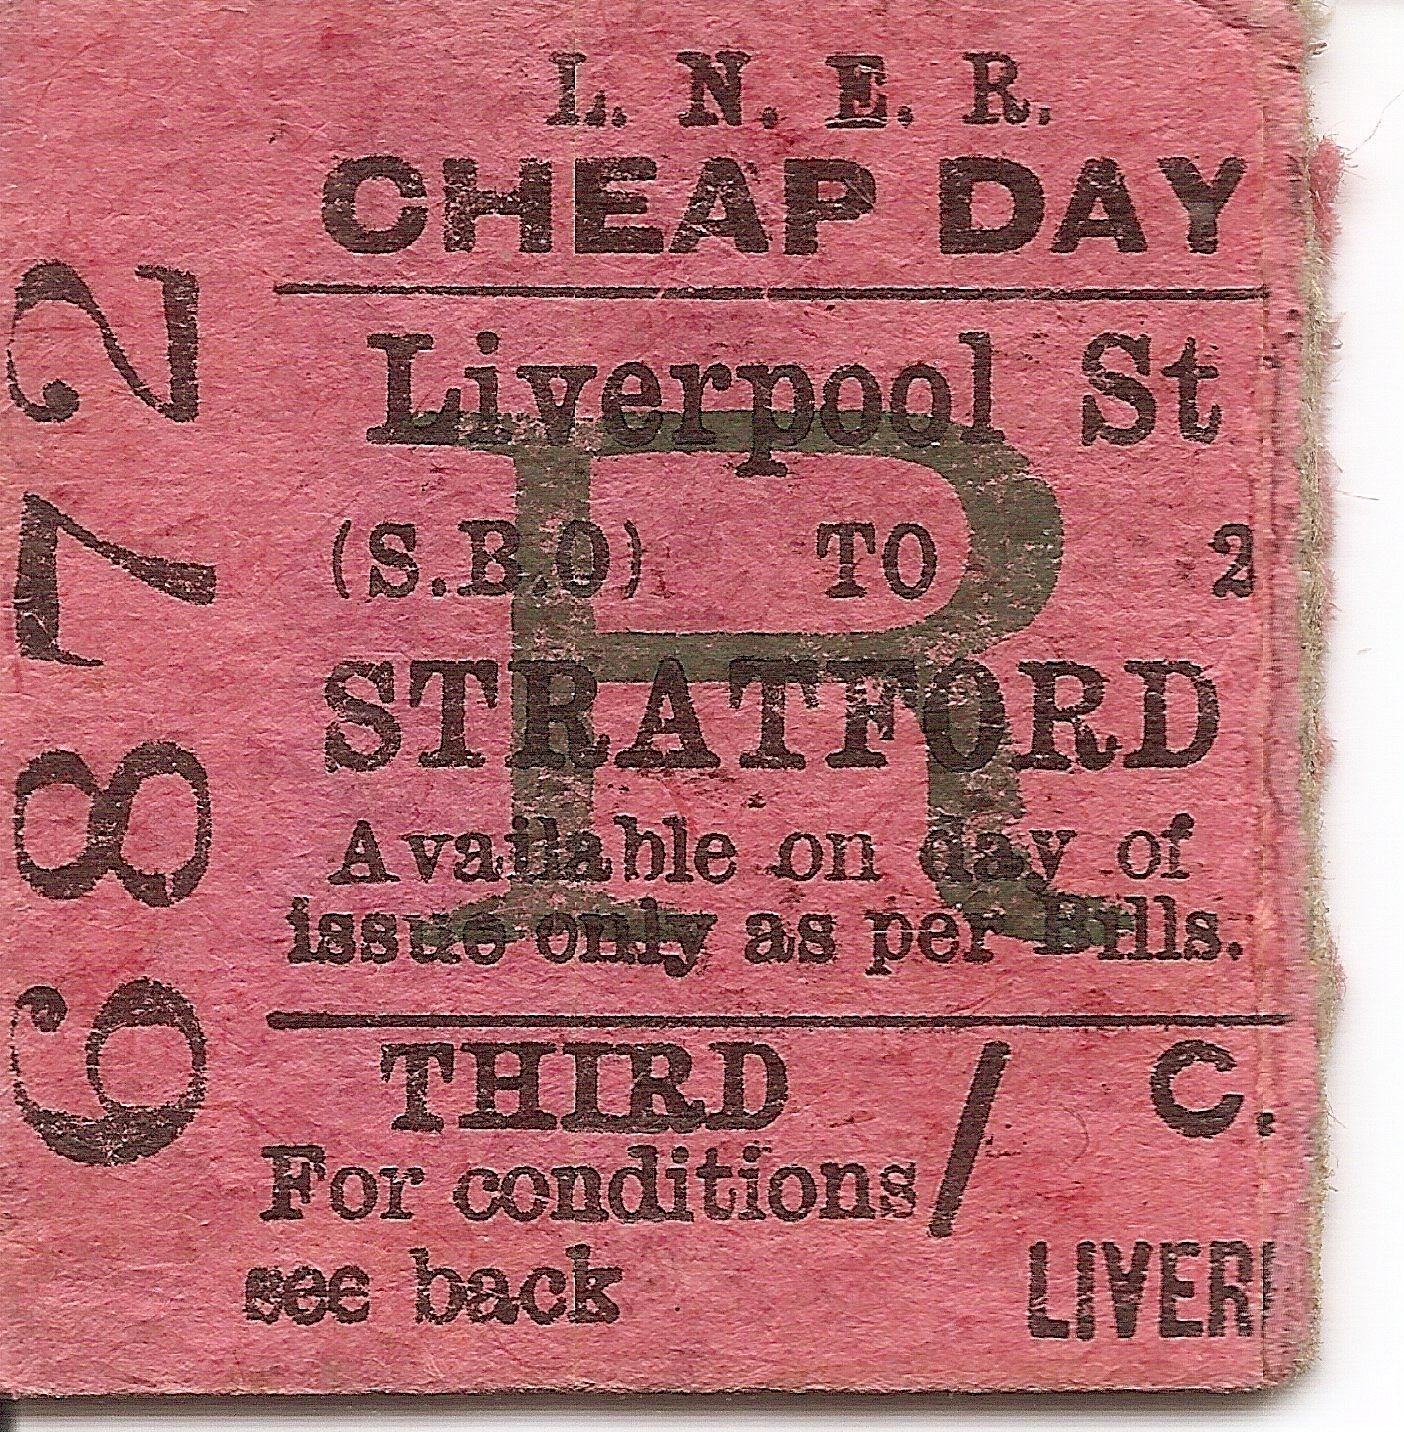 L. N. E. R.
CHEAP DAY
Liverpool St
(S.B.O) TO 2
STRATFORD
R
Available on day of
issue only as per Bills.
THIRD / C.
For conditions
see back
LIVER
6872